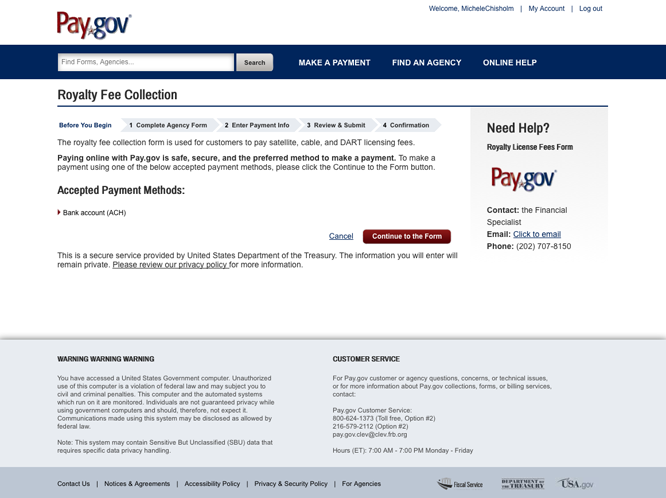 Welcome, MicheleChisholm | My Account | Log out
Pay.gov®
Find Forms, Agencies...
Search
MAKE A PAYMENT
FIND AN AGENCY
ONLINE HELP
Royalty Fee Collection
Before You Begin
1 Complete Agency Form
2 Enter Payment Info
3 Review & Submit
4 Confirmation
The royalty fee collection form is used for customers to pay satellite, cable, and DART licensing fees.
Paying online with Pay.gov is safe, secure, and the preferred method to make a payment. To make a
payment using one of the below accepted payment methods, please click the Continue to the Form button.
Accepted Payment Methods:
Bank account (ACH)
Cancel
Continue to the Form
This is a secure service provided by United States Department of the Treasury. The information you will enter will
remain private. Please review our privacy policy for more information.
Need Help?
Royalty License Fees Form
Pay.gov®
Contact: the Financial
Specialist
Email: Click to email
Phone: (202) 707-8150
WARNING WARNING WARNING
You have accessed a United States Government computer. Unauthorized
use of this computer is a violation of federal law and may subject you to
civil and criminal penalties. This computer and the automated systems
which run on it are monitored. Individuals are not guaranteed privacy while
using government computers and should, therefore, not expect it.
Communications made using this system may be disclosed as allowed by
federal law.
Note: This system may contain Sensitive But Unclassified (SBU) data that
requires specific data privacy handling.
CUSTOMER SERVICE
For Pay.gov customer or agency questions, concerns, or technical issues,
or for more information about Pay.gov collections, forms, or billing services,
contact:
Pay.gov Customer Service:
800-624-1373 (Toll free, Option #2)
216-579-2112 (Option #2)
pay.gov.clev@clev.frb.org
Hours (ET): 7:00 AM - 7:00 PM Monday - Friday
Contact Us | Notices & Agreements | Accessibility Policy | Privacy & Security Policy | For Agencies
Fiscal Service
DEPARTMENT OF
THE TREASURY
USA.gov